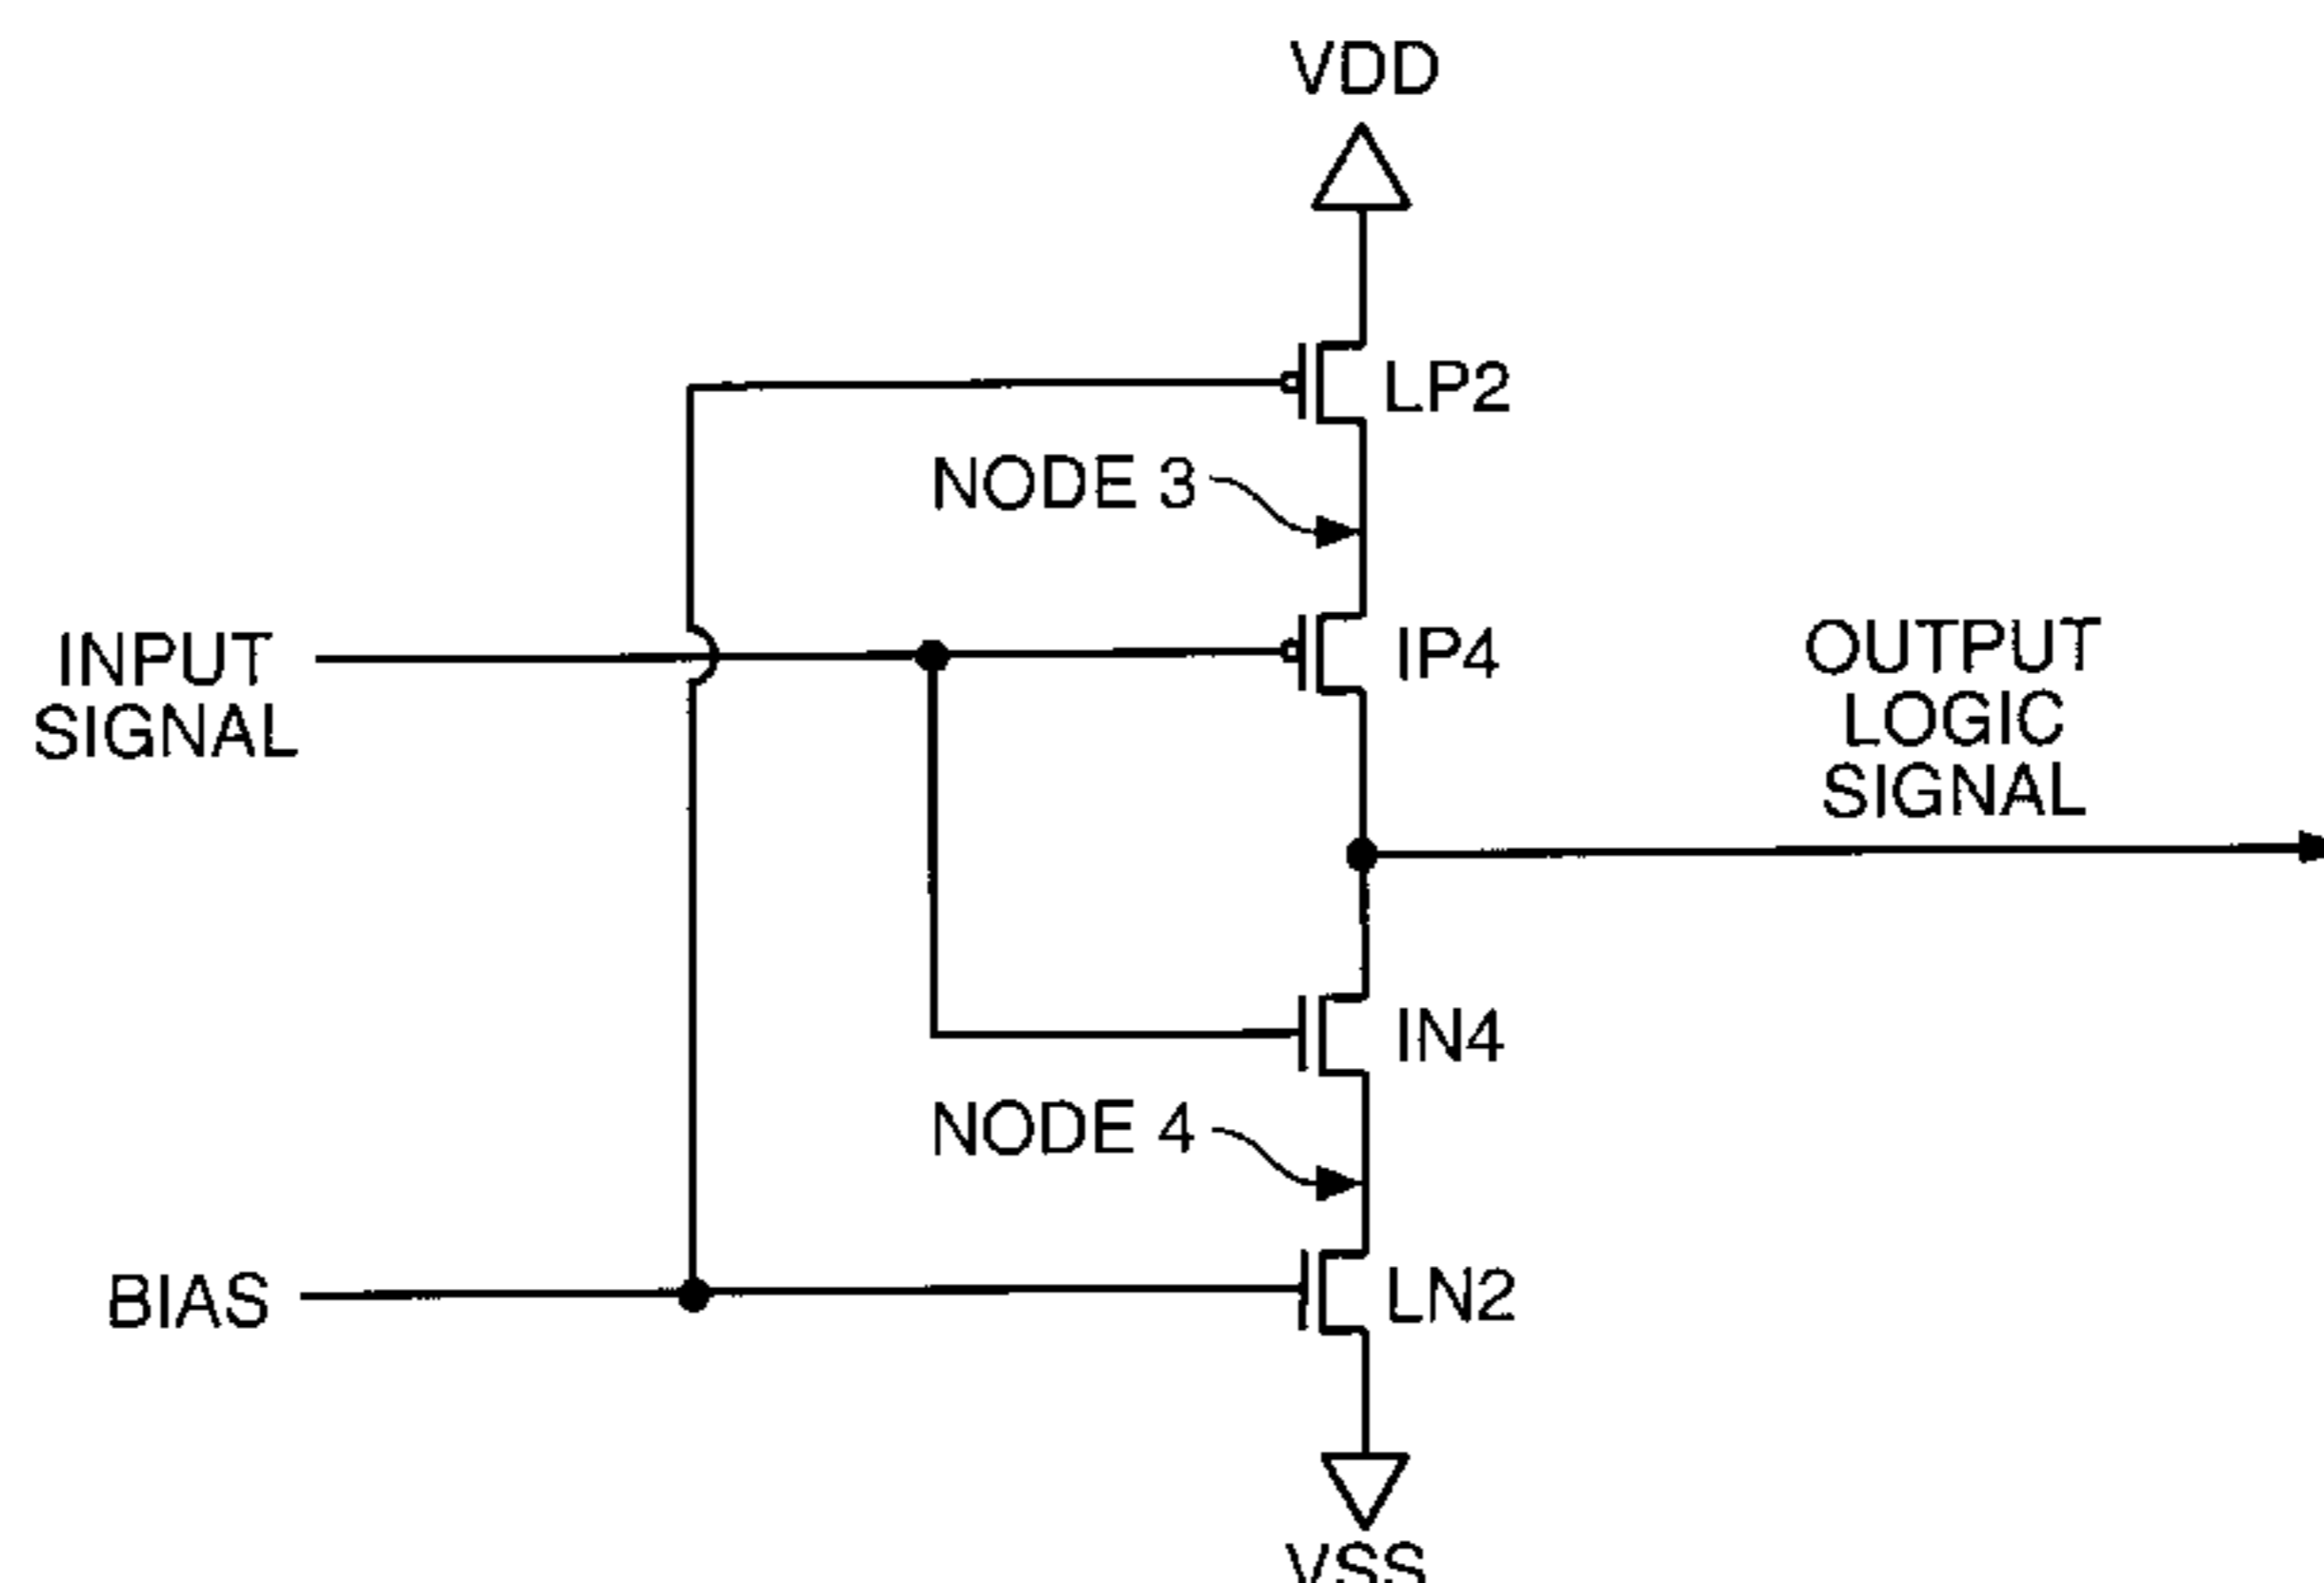 VDD
LP2
NODE 3
INPUT
SIGNAL
IP4
OUTPUT
LOGIC
SIGNAL
IN4
NODE 4
BIAS
LN2
VSS